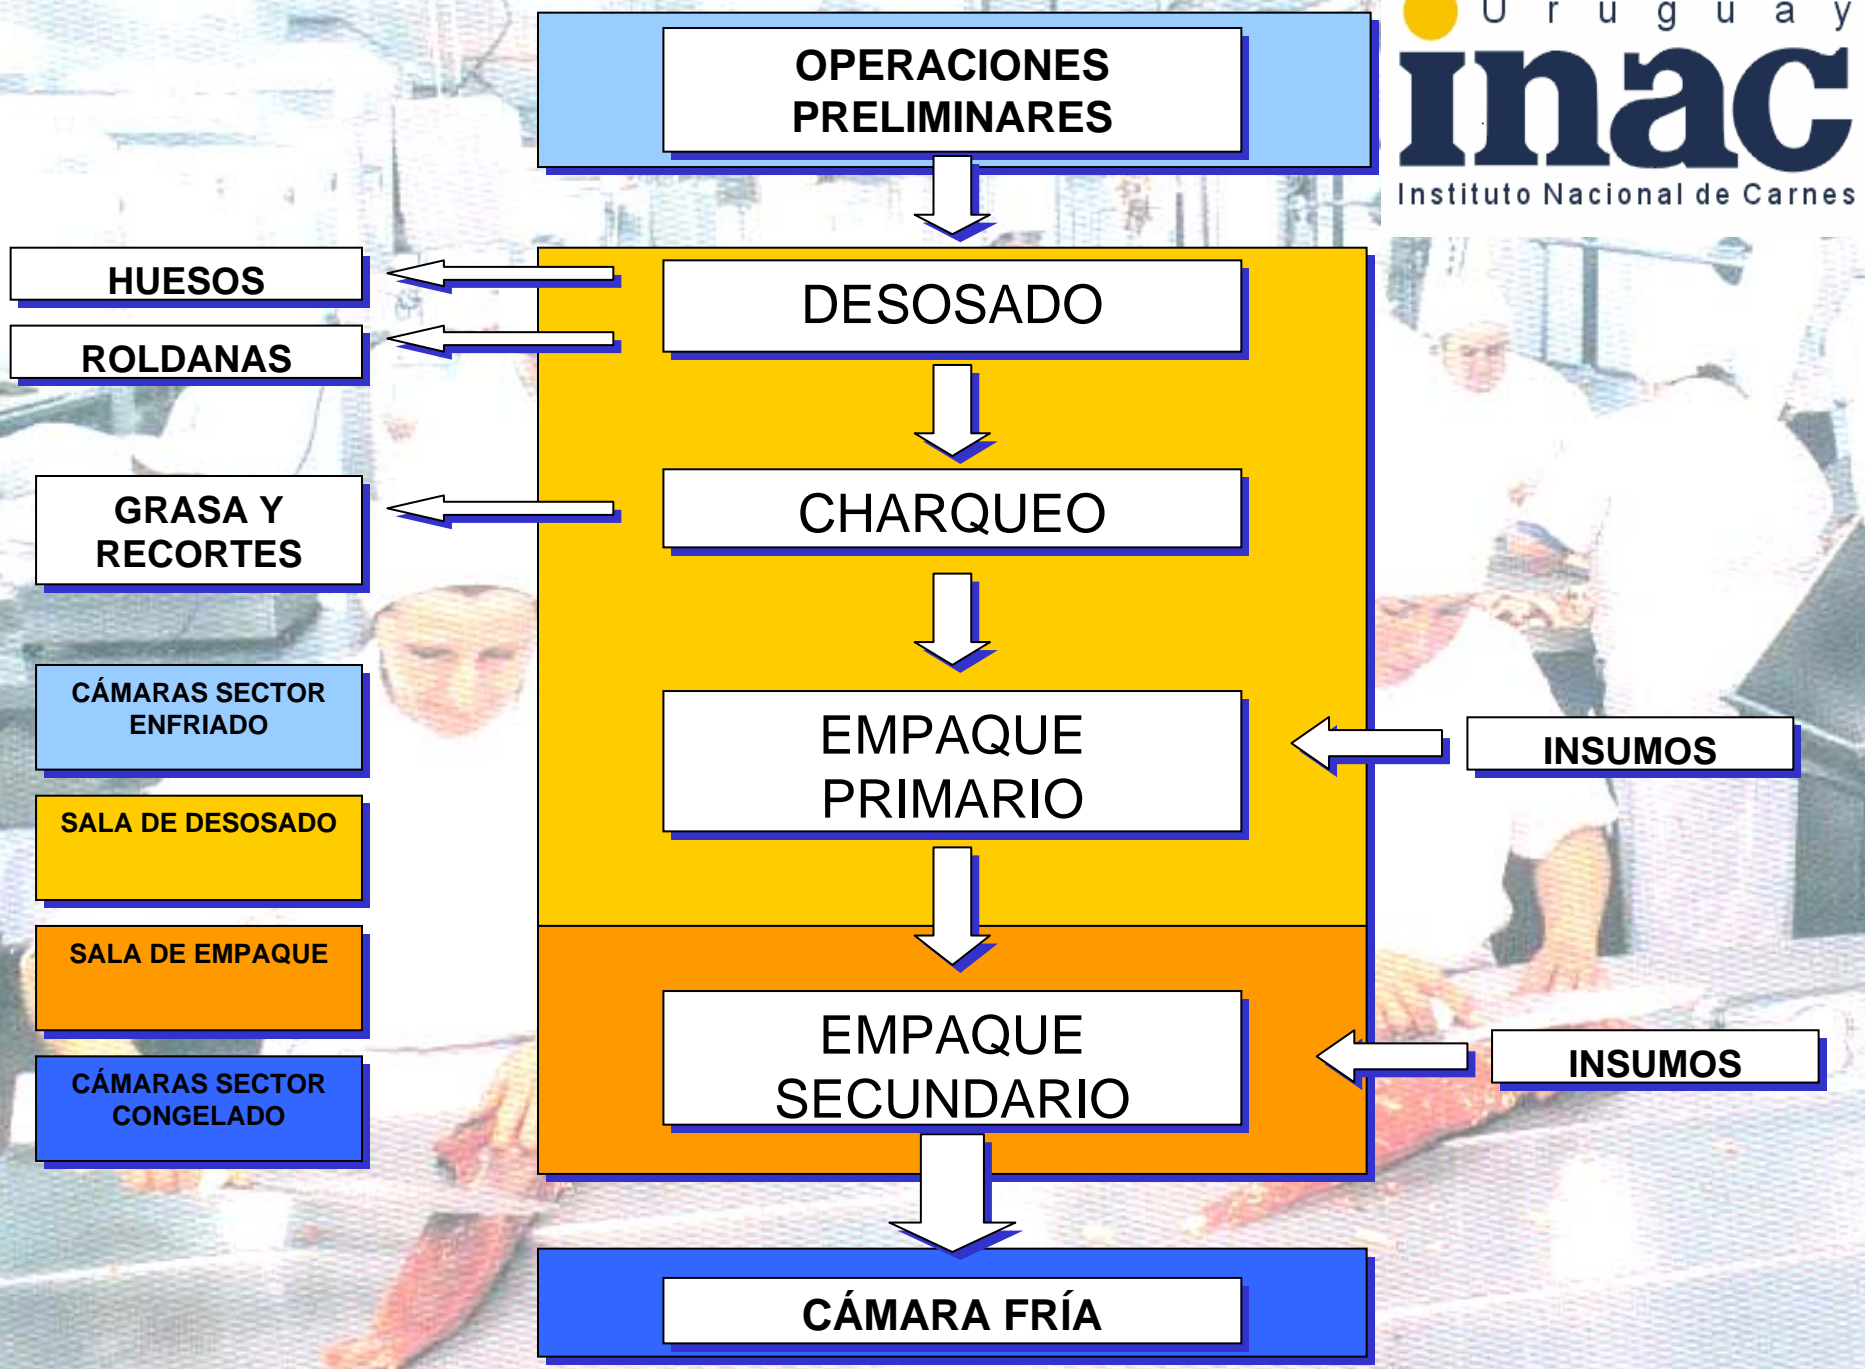 OPERACIONES
PRELIMINARES
Uruguay
inac
Instituto Nacional de Carnes
HUESOS
ROLDANAS
DESOSADO
GRASA Y
RECORTES
CHARQUEO
CÁMARAS SECTOR
ENFRIADO
EMPAQUE
PRIMARIO
INSUMOS
SALA DE DESOSADO
SALA DE EMPAQUE
EMPAQUE
SECUNDARIO
INSUMOS
CÁMARAS SECTOR
CONGELADO
CÁMARA FRÍA